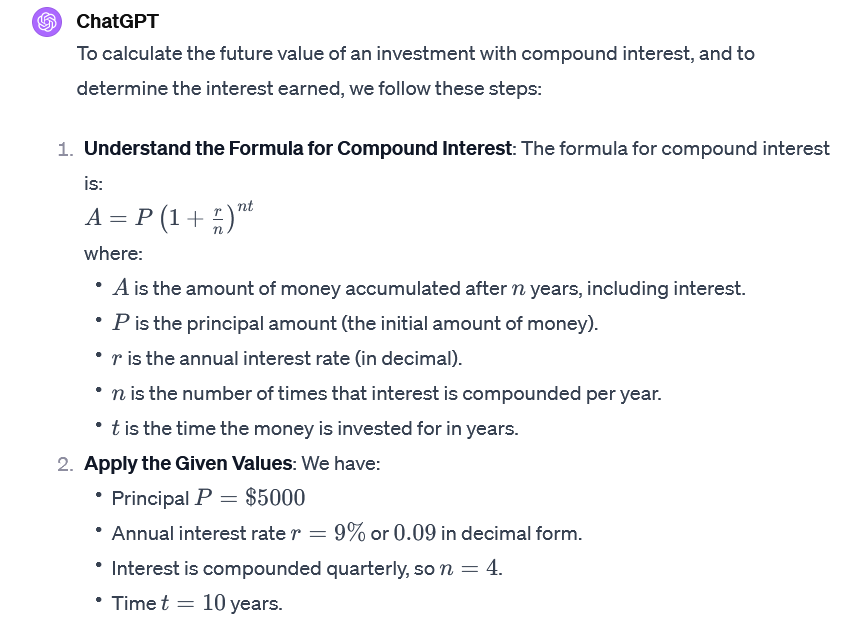 ChatGPT
To calculate the future value of an investment with compound interest, and to
determine the interest earned, we follow these steps:
1. Understand the Formula for Compound Interest: The formula for compound interest
is:
A = P (1 + r/n)^nt
where:
• A is the amount of money accumulated after n years, including interest.
• P is the principal amount (the initial amount of money).
• r is the annual interest rate (in decimal).
• n is the number of times that interest is compounded per year.
• t is the time the money is invested for in years.
2. Apply the Given Values: We have:
• Principal P = $5000
• Annual interest rate r = 9% or 0.09 in decimal form.
• Interest is compounded quarterly, so n = 4.
• Time t = 10 years.